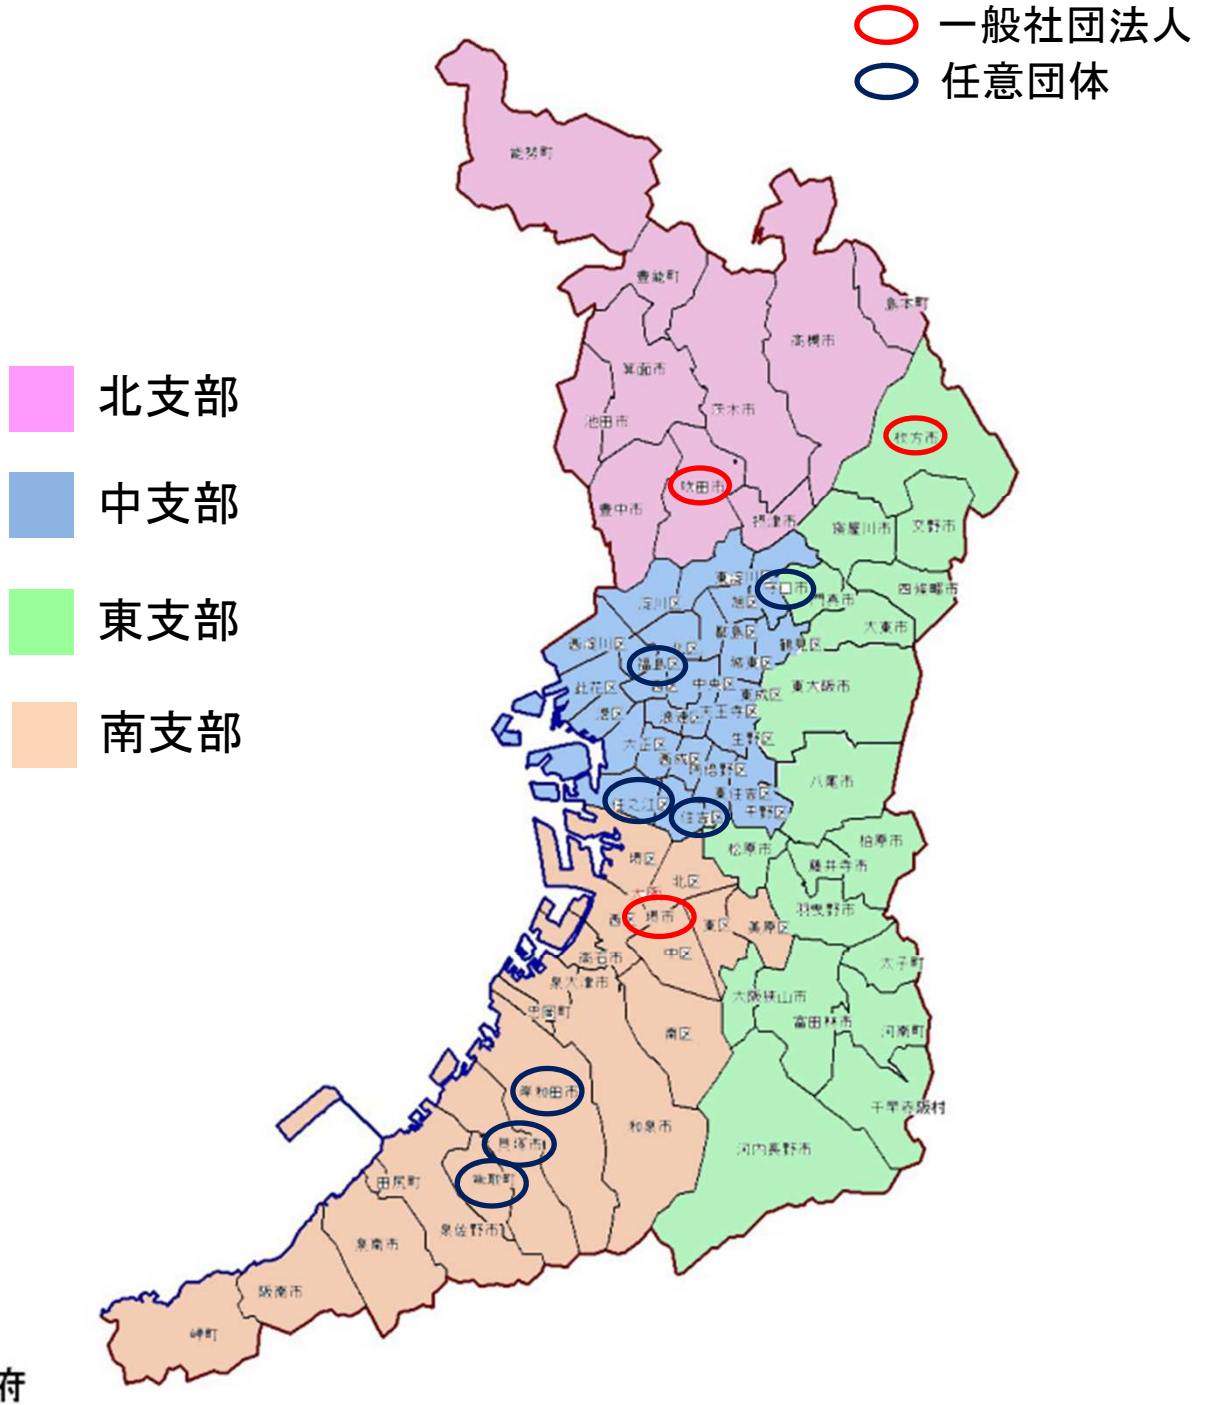 一般社団法人
任意団体
能勢町
豊能町
島本町
高槻市
箕面市
茨木市
池田市
枚方市
吹田市
豊中市
摂津市
寝屋川市
交野市
東淀川区
守口市
四條畷市
淀川区
旭区
門真市
大東市
都島区
西淀川区
北区
鶴見区
福島区
城東区
此花区
西区
中央区
東成区
東大阪市
港区
浪速区
天王寺区
大正区
生野区
西成区
阿倍野区
八尾市
東住吉区
住之江区
住吉区
平野区
松原市
柏原市
堺区
藤井寺市
北区
大阪
羽曳野市
西区
堺市
東区
美原区
中区
高石市
太子町
泉大津市
大阪狭山市
忠岡町
富田林市
河南町
南区
岸和田市
千早赤阪村
和泉市
貝塚市
河内長野市
熊取町
田尻町
泉佐野市
泉南市
阪南市
岬町
北支部
中支部
東支部
南支部
府